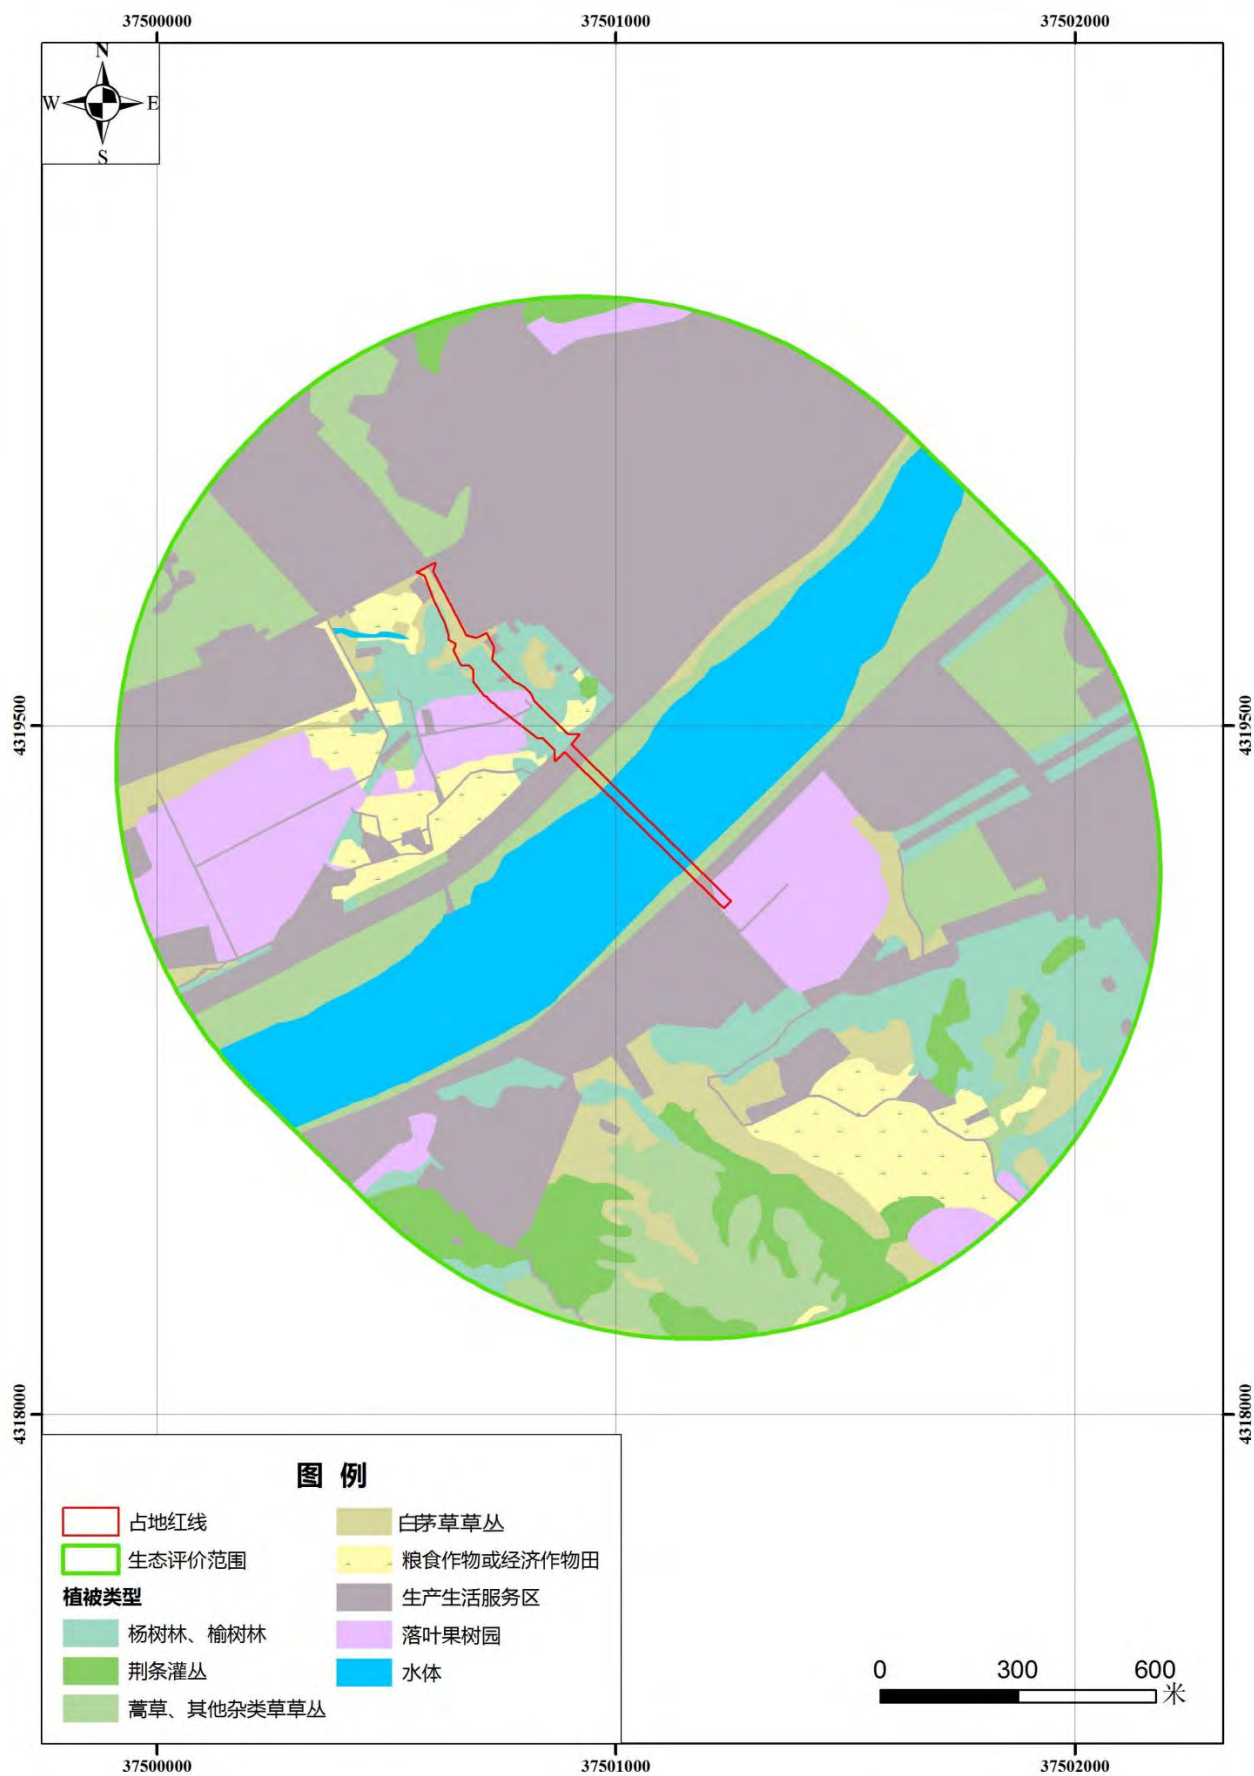 37500000 37501000 37502000
N
W E
S
4319500 4319500
4318000 4318000
图 例
占地红线
生态评价范围
植被类型
杨树林、榆树林
荆条灌丛
蒿草、其他杂类草草丛
白茅草草丛
粮食作物或经济作物田
生产生活服务区
落叶果树园
水体
0 300 600
米
37500000 37501000 37502000